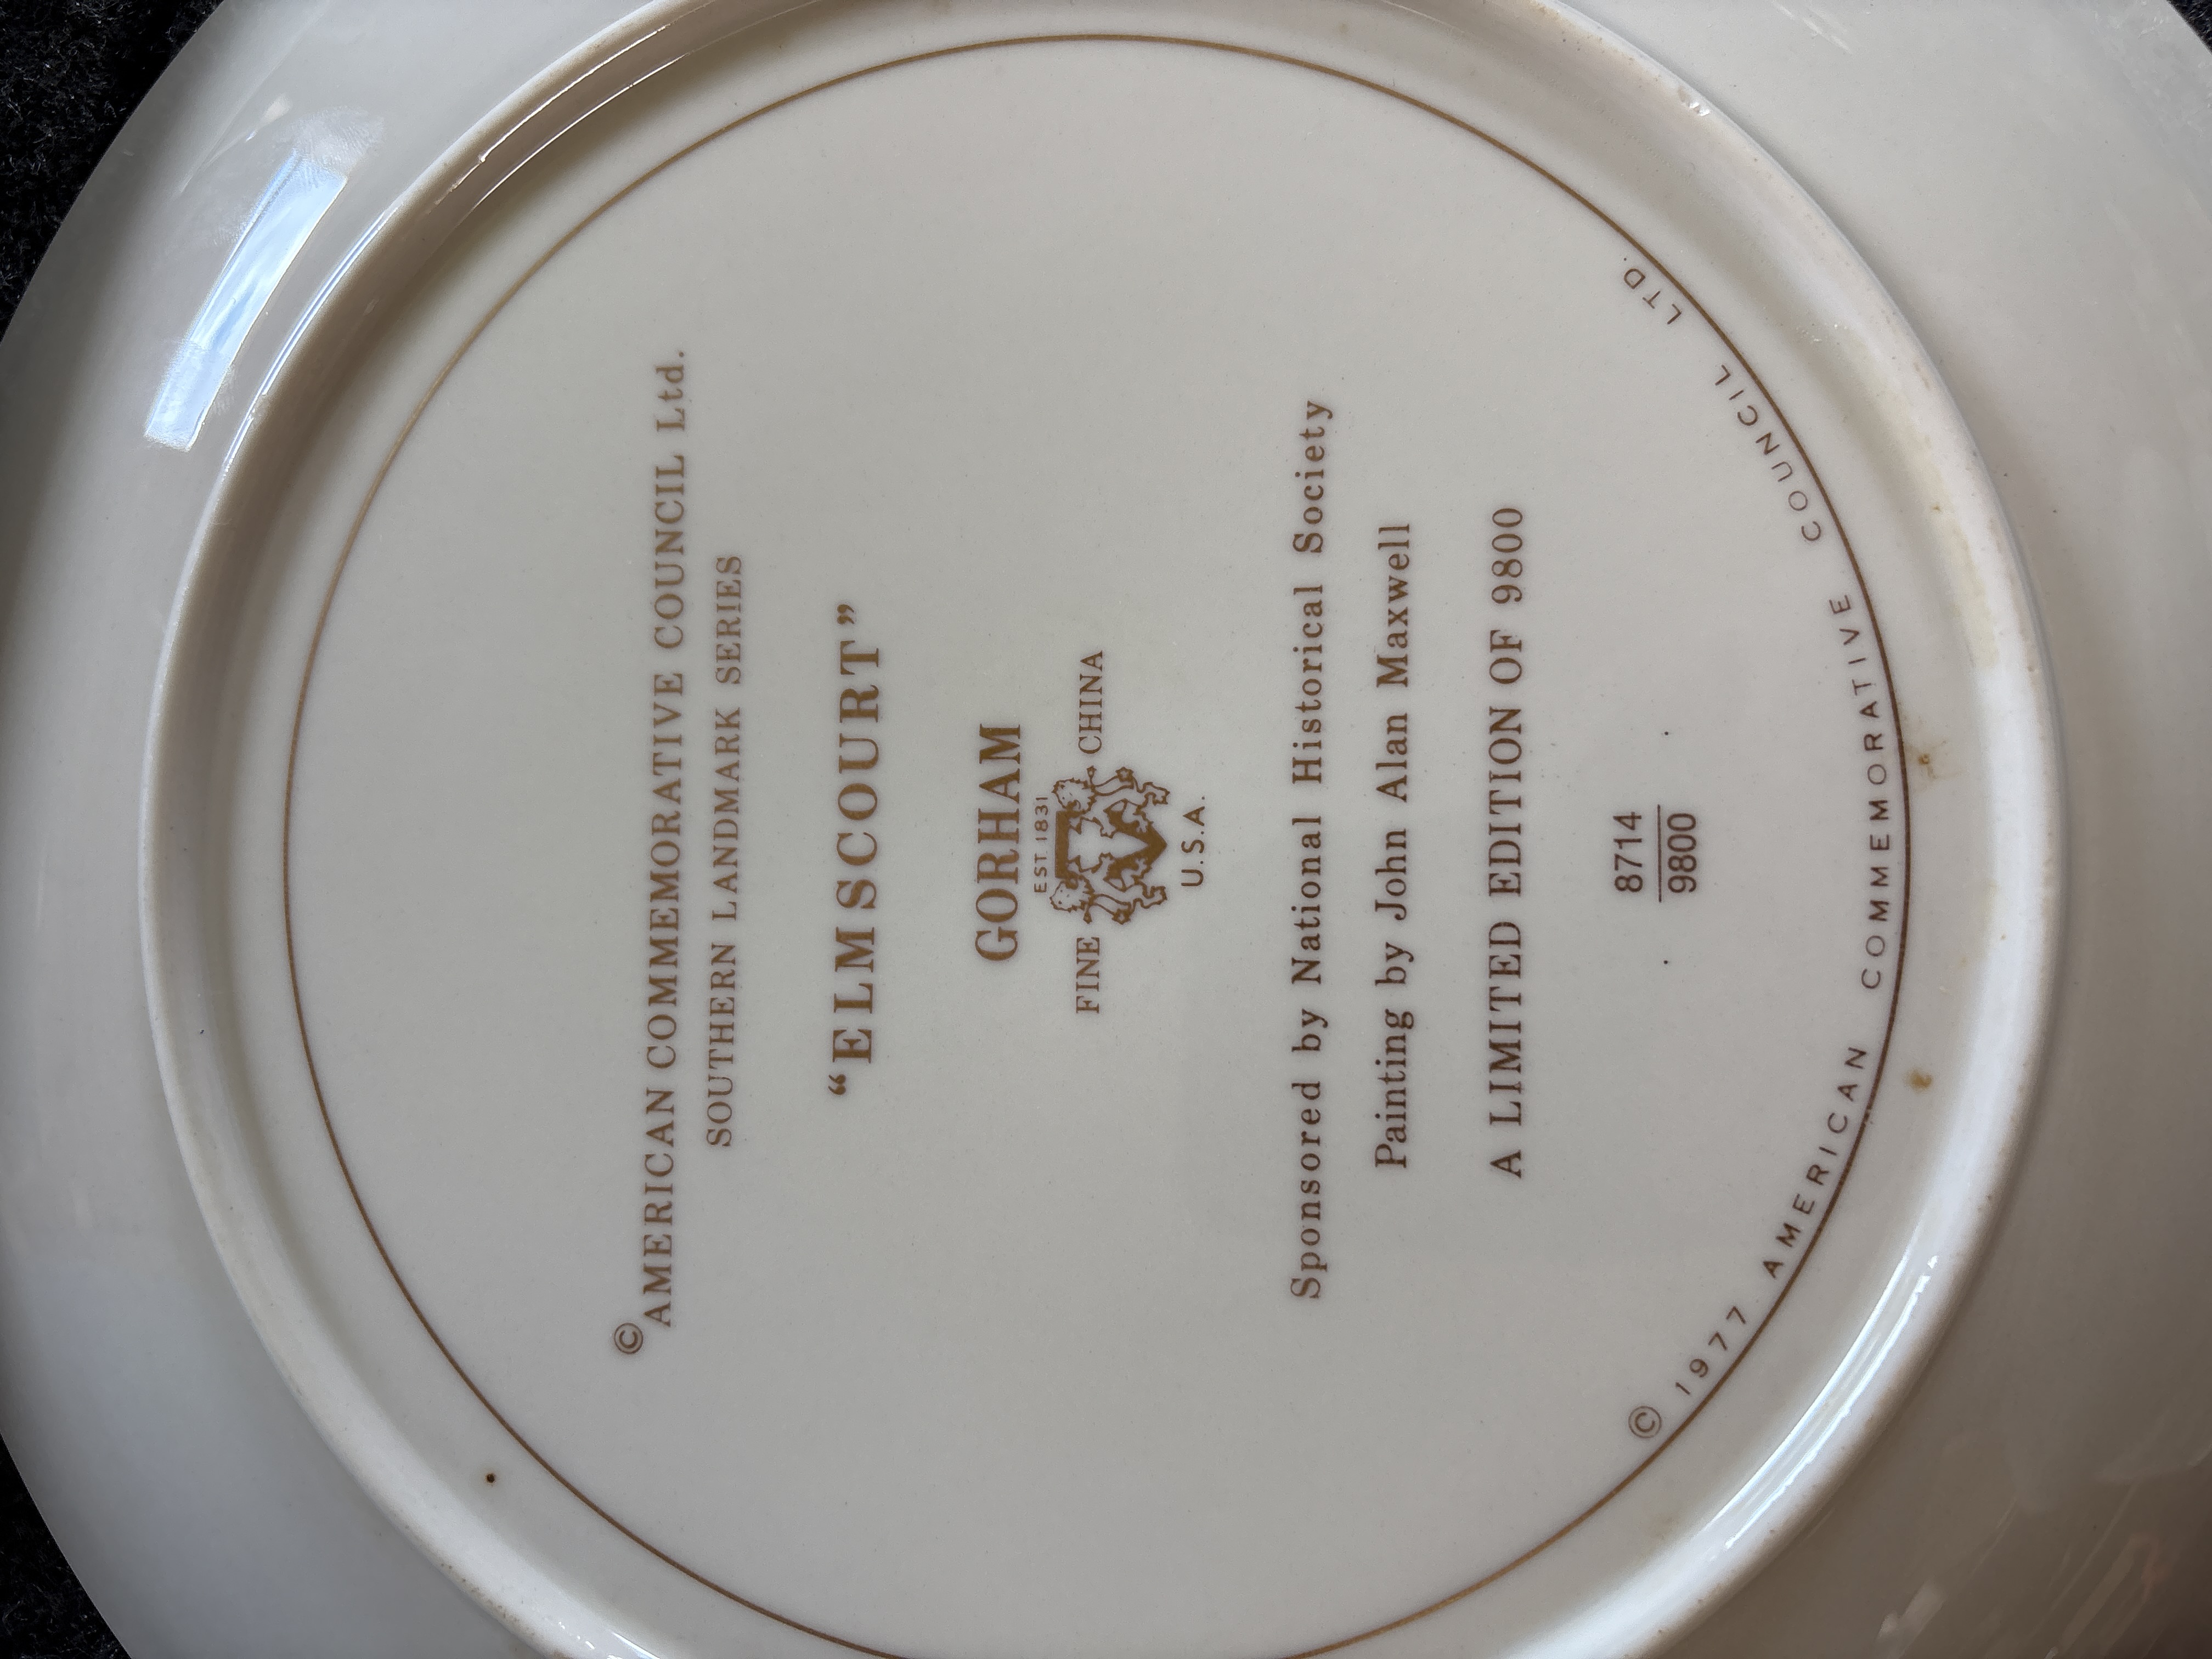 © AMERICAN COMMEMORATIVE COUNCIL Ltd.
SOUTHERN LANDMARK SERIES
“ELMSCOURT”
GORHAM
EST. 1831
FINE CHINA
U.S.A.
Sponsored by National Historical Society
Painting by John Alan Maxwell
A LIMITED EDITION OF 9800
8714
9800
© 1977 AMERICAN COMMEMORATIVE COUNCIL LTD.